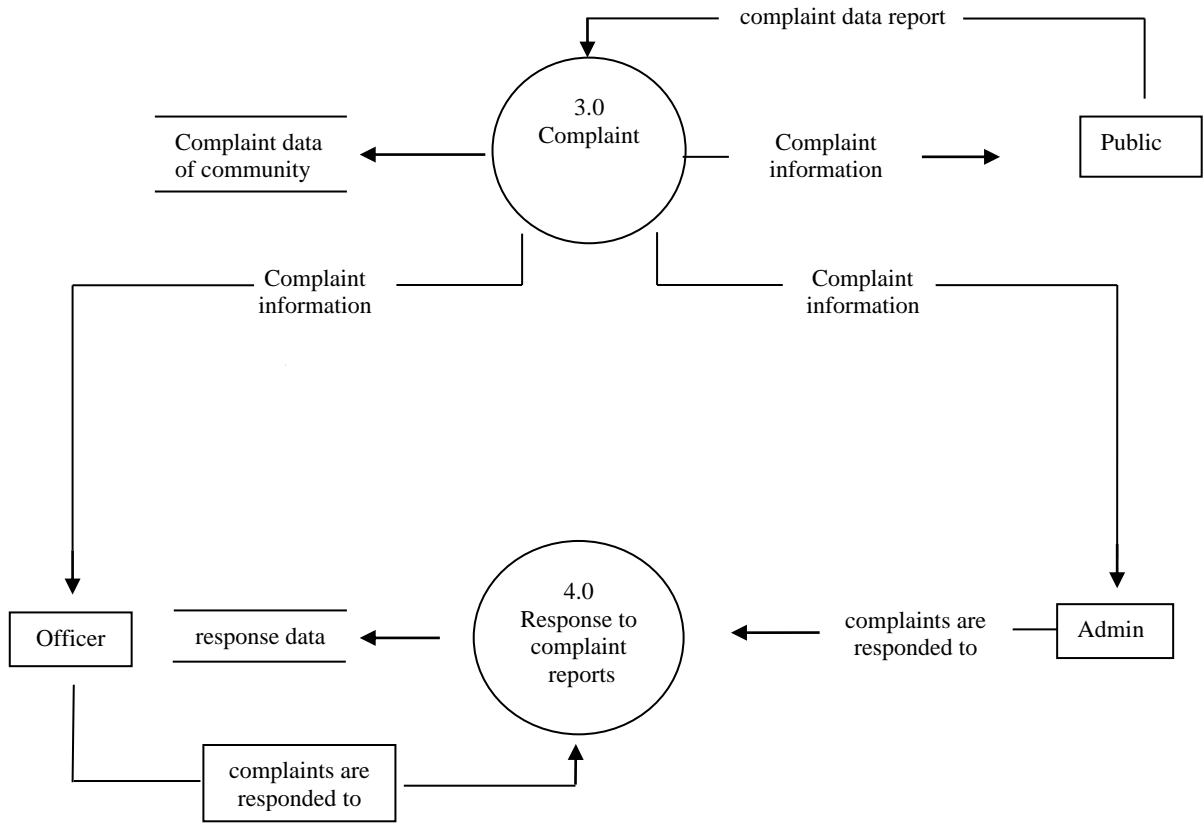 complaint data report
3.0
Complaint
Complaint data
of community
Complaint
information
Public
Complaint
information
Complaint
information
4.0
Response to
complaint
reports
Officer
response data
complaints are
responded to
Admin
complaints are
responded to